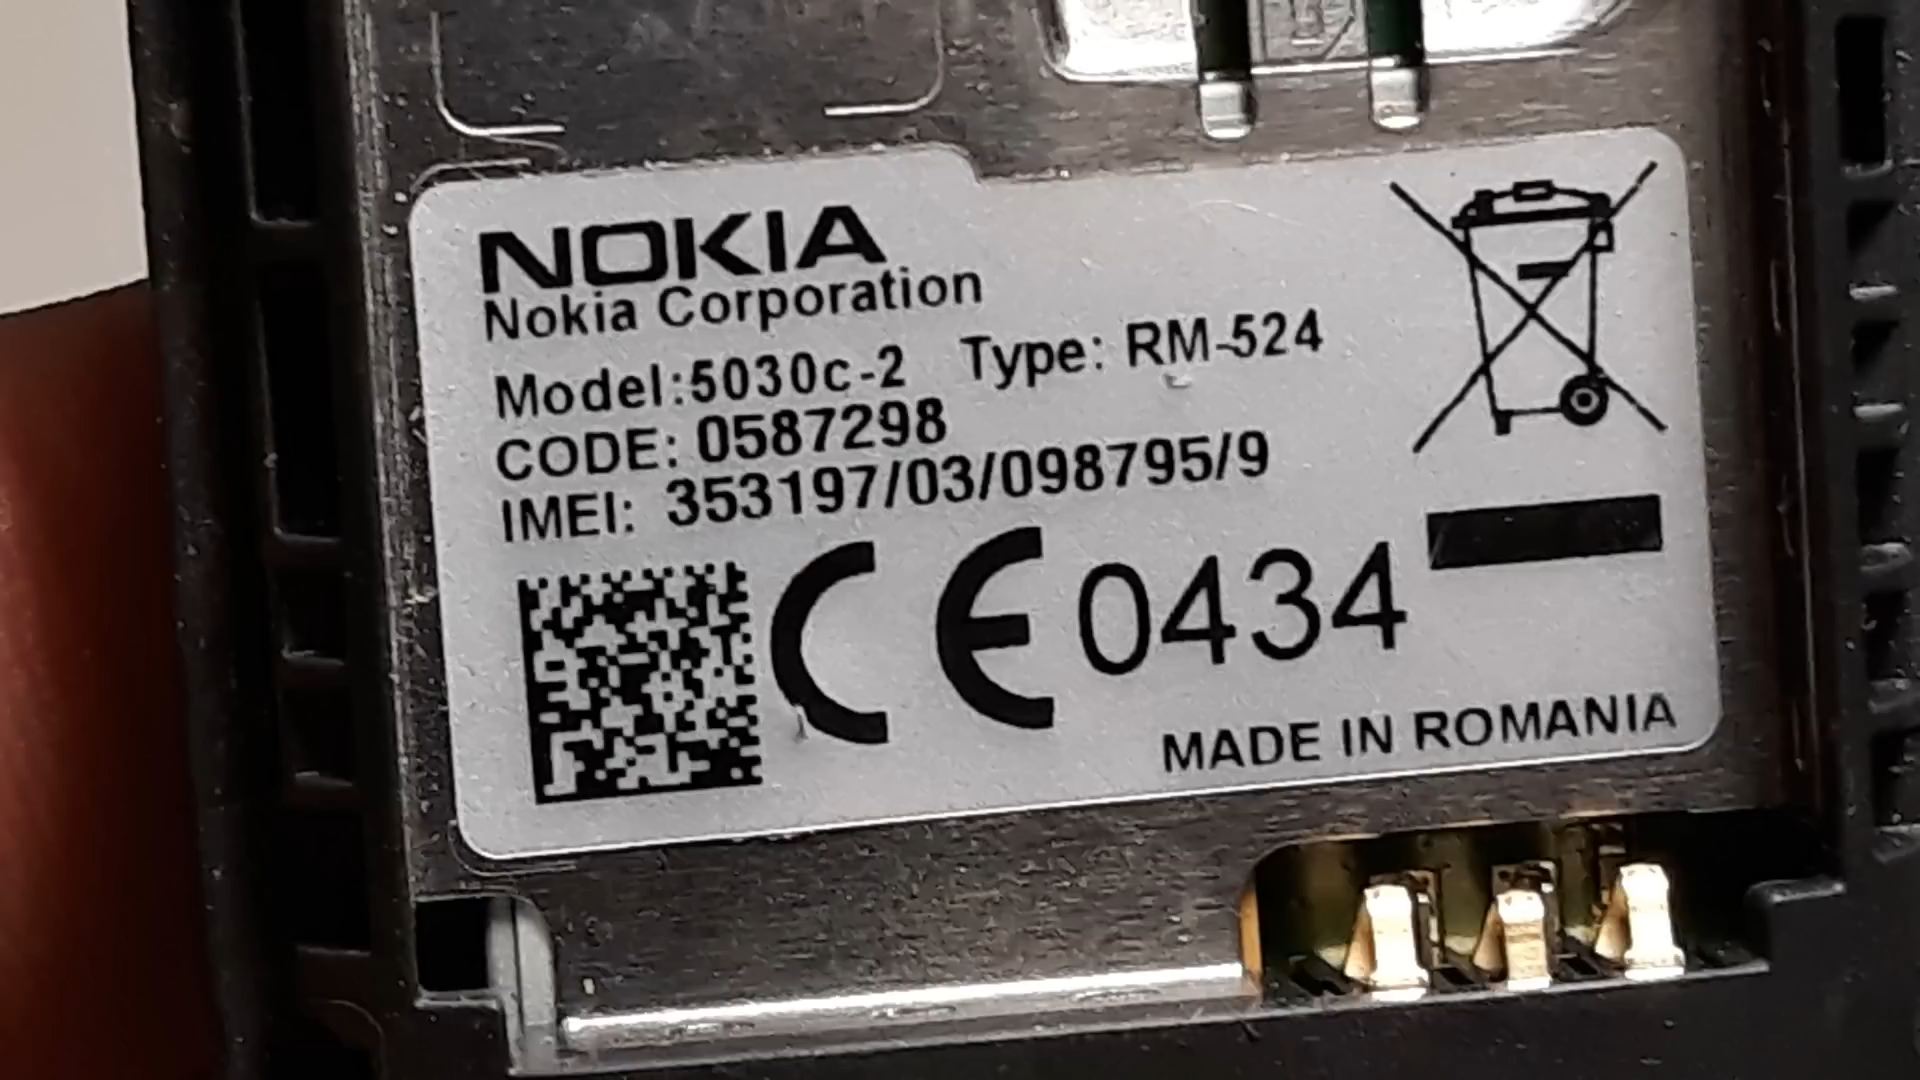 NOKIA
Nokia Corporation
Model:5030c-2 Type: RM-524
CODE: 0587298
IMEI: 353197/03/098795/9
CE 0434
MADE IN ROMANIA